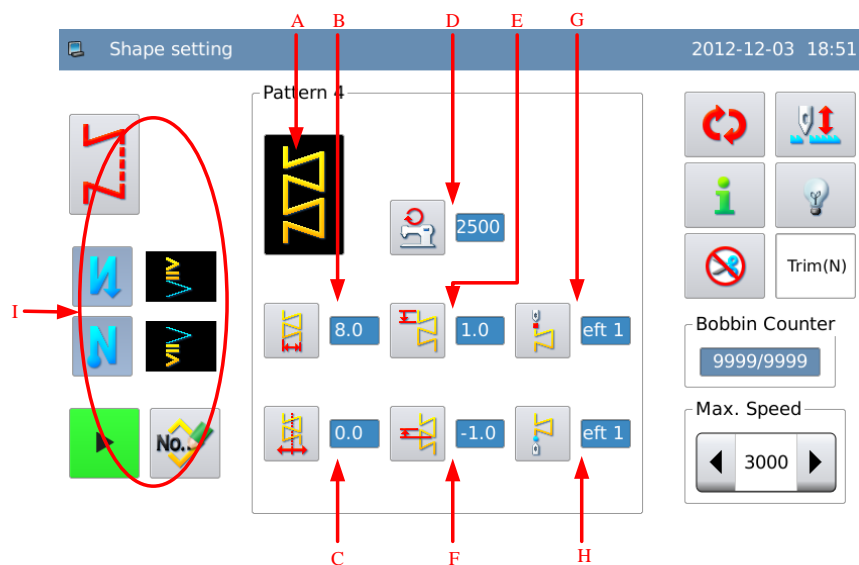 A B D E G
Shape setting 2012-12-03 18:51
Pattern 4
2500
Trim(N)
I
8.0 1.0 eft 1
Bobbin Counter
9999/9999
Max. Speed
No.
0.0 -1.0 eft 1
3000
C F H